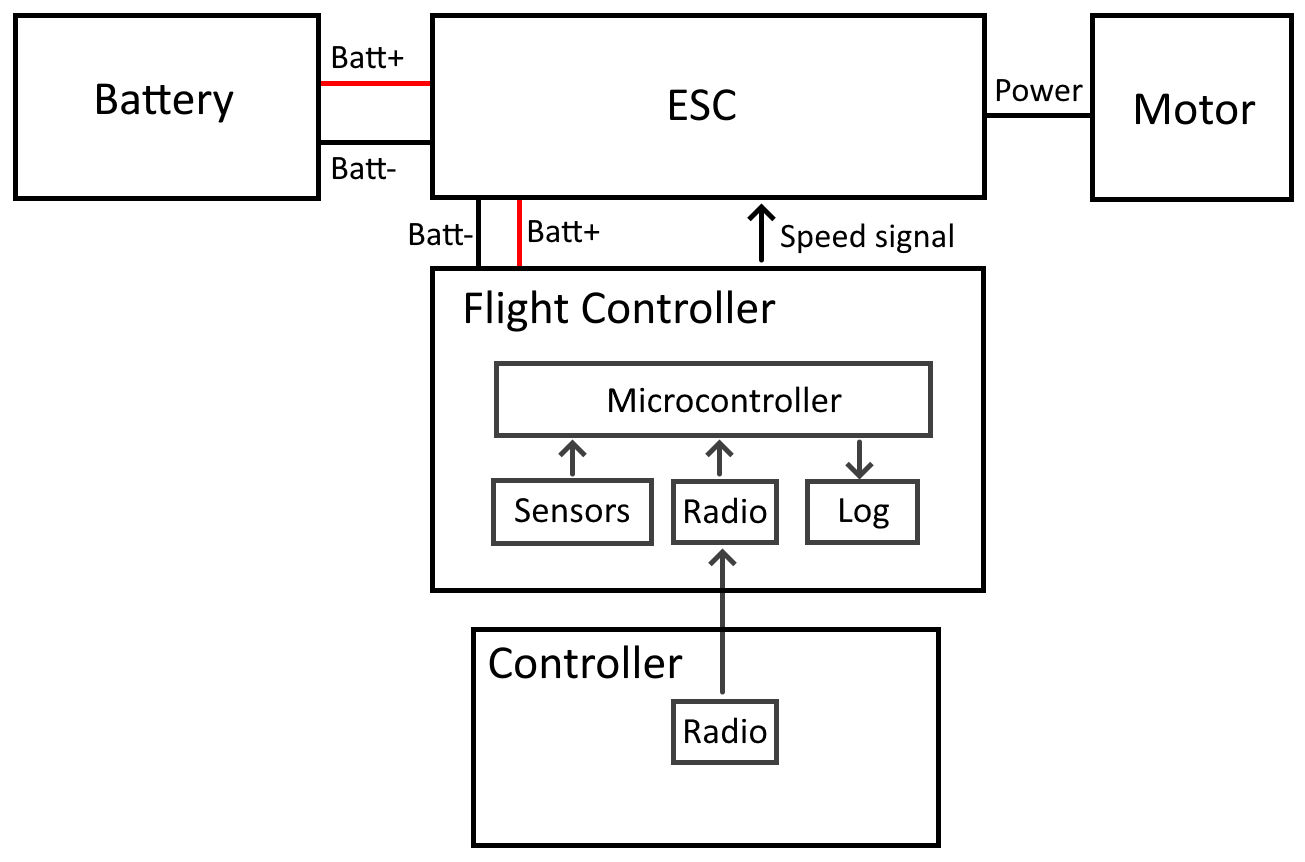 Battery
Batt+
Batt-
ESC
Power
Motor
Batt-
Batt+
Speed signal
Flight Controller
Microcontroller
Sensors
Radio
Log
Controller
Radio